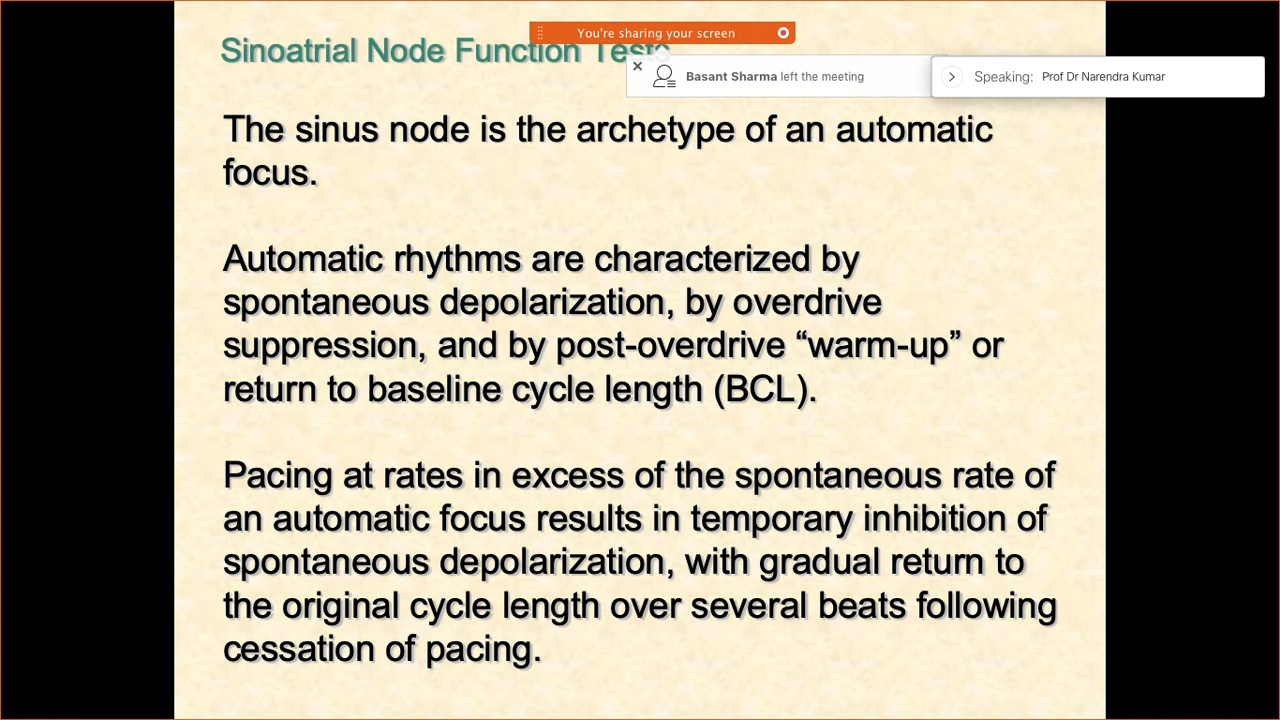 You're sharing your screen
Sinoatrial Node Function Tests
Basant Sharma left the meeting
Speaking: Prof Dr Narendra Kumar
The sinus node is the archetype of an automatic
focus.
Automatic rhythms are characterized by
spontaneous depolarization, by overdrive
suppression, and by post-overdrive “warm-up” or
return to baseline cycle length (BCL).
Pacing at rates in excess of the spontaneous rate of
an automatic focus results in temporary inhibition of
spontaneous depolarization, with gradual return to
the original cycle length over several beats following
cessation of pacing.